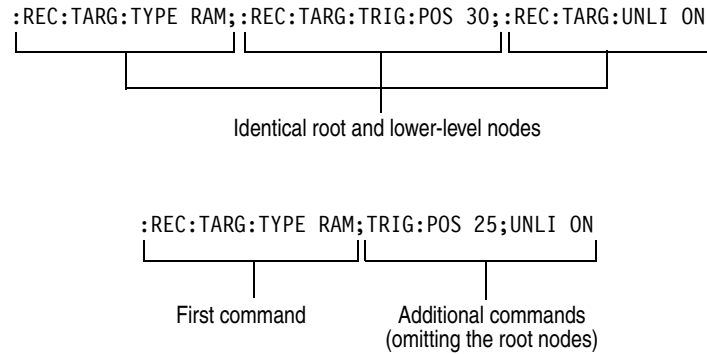 :REC:TARG:TYPE RAM;:REC:TARG:TRIG:POS 30;:REC:TARG:UNLI ON
Identical root and lower-level nodes
:REC:TARG:TYPE RAM;TRIG:POS 25;UNLI ON
First command
Additional commands
(omitting the root nodes)